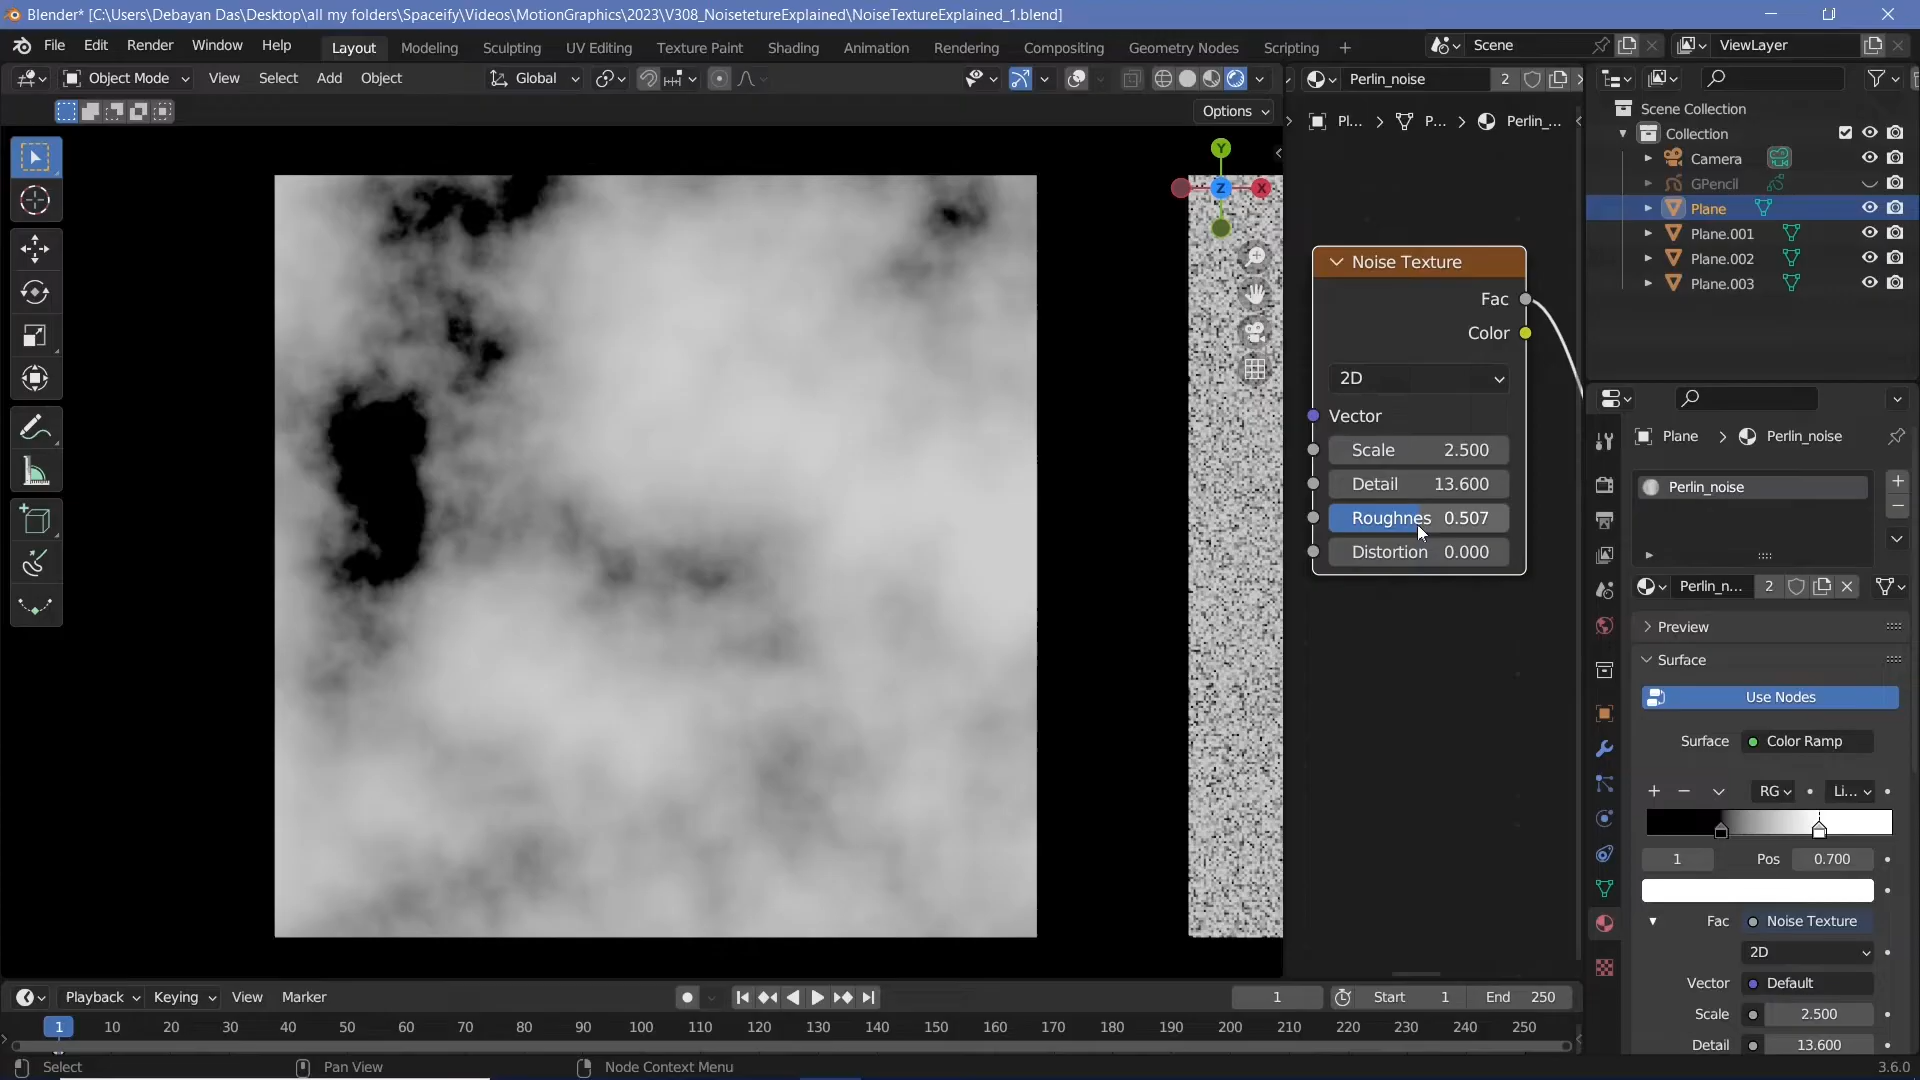 Blender* [C:\Users\Debayan Das\Desktop\all my folders\Spaceify\Videos\MotionGraphics\2023\V308_NoisetetureExplained\NoiseTextureExplained_1.blend]
File Edit Render Window Help Layout Modeling Sculpting UV Editing Texture Paint Shading Animation Rendering Compositing Geometry Nodes Scripting + Scene ViewLayer
Object Mode View Select Add Object Global Perlin_noise 2
Options
Pl... > P... > Perlin_...
Scene Collection
Collection
Camera
GPencil
Plane
Plane.001
Plane.002
Plane.003
Y
Z
X
Noise Texture
Fac
Color
2D
Vector
Scale 2.500
Detail 13.600
Roughnes 0.507
Distortion 0.000
Plane > Perlin_noise
Perlin_noise
Perlin_n... 2
Preview
Surface
Use Nodes
Surface Color Ramp
RG Li...
1 Pos 0.700
Fac Noise Texture
2D
Vector Default
Scale 2.500
Detail 13.600
Playback Keying View Marker 1 Start 1 End 250
1 10 20 30 40 50 60 70 80 90 100 110 120 130 140 150 160 170 180 190 200 210 220 230 240 250
Select Pan View Node Context Menu 3.6.0